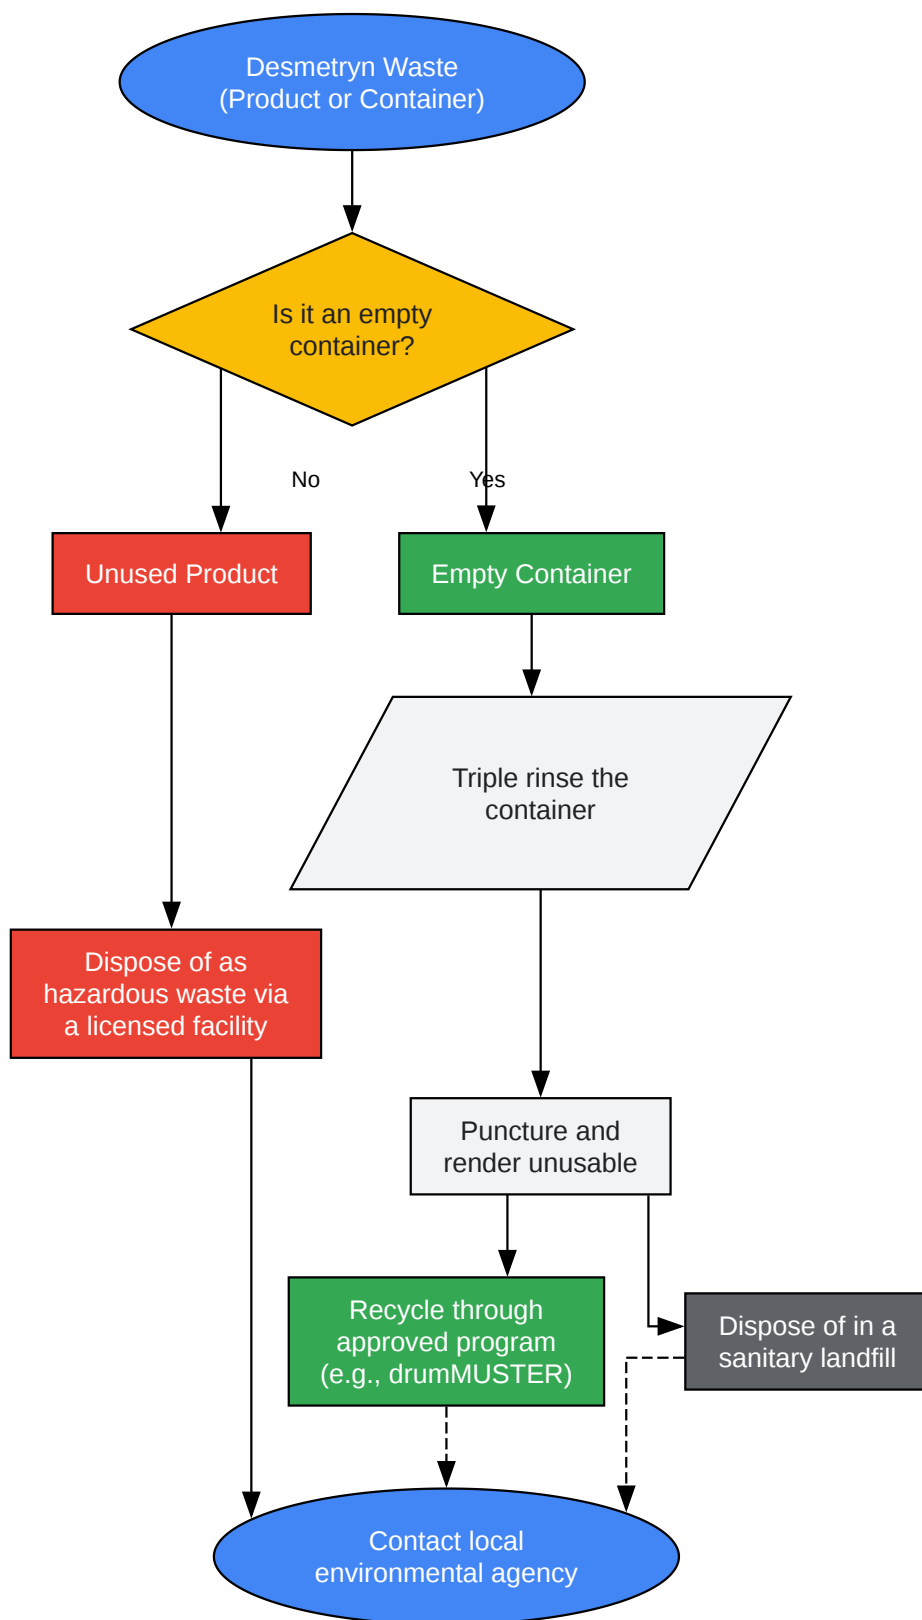 Desmetryn Waste
(Product or Container)
Is it an empty
container?
No
Yes
Unused Product
Empty Container
Triple rinse the
container
Dispose of as
hazardous waste via
a licensed facility
Puncture and
render unusable
Recycle through
approved program
(e.g., drumMUSTER)
Dispose of in a
sanitary landfill
Contact local
environmental agency